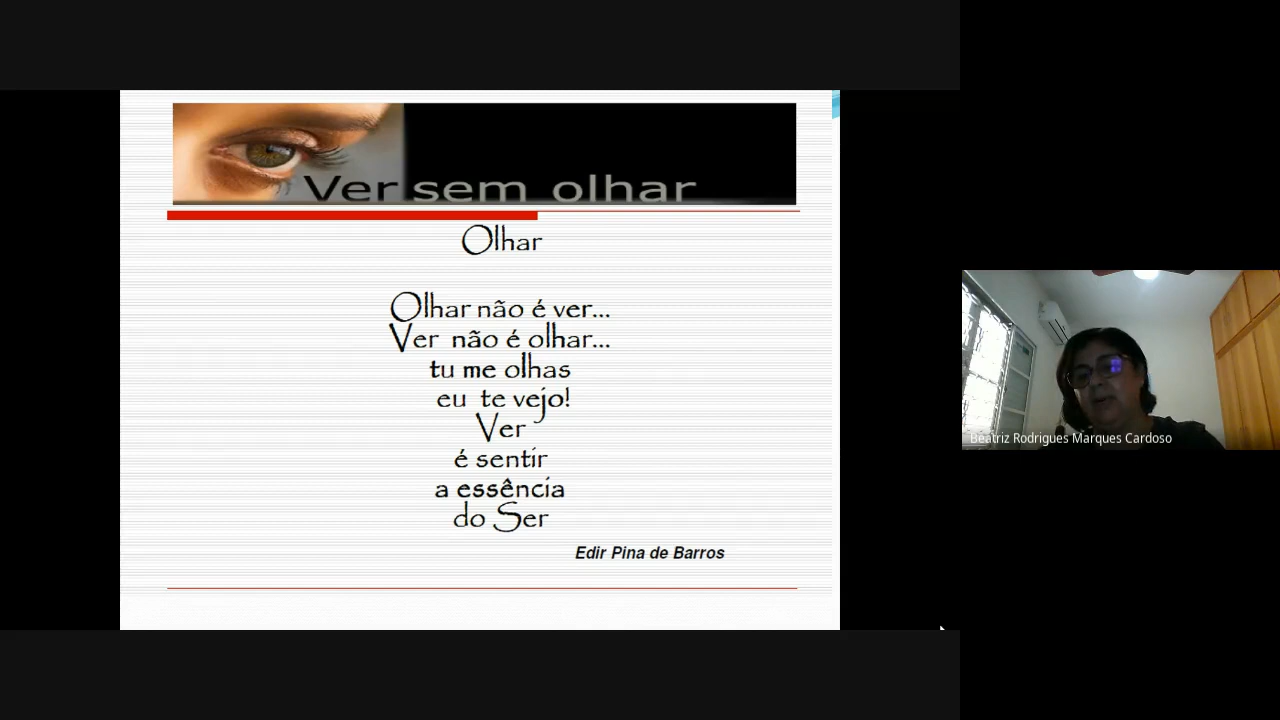 Ver sem olhar
Olhar
Olhar não é ver...
Ver não é olhar...
tu me olhas
eu te vejo!
Ver
é sentir
a essência
do Ser
Edir Pina de Barros
Beatriz Rodrigues Marques Cardoso